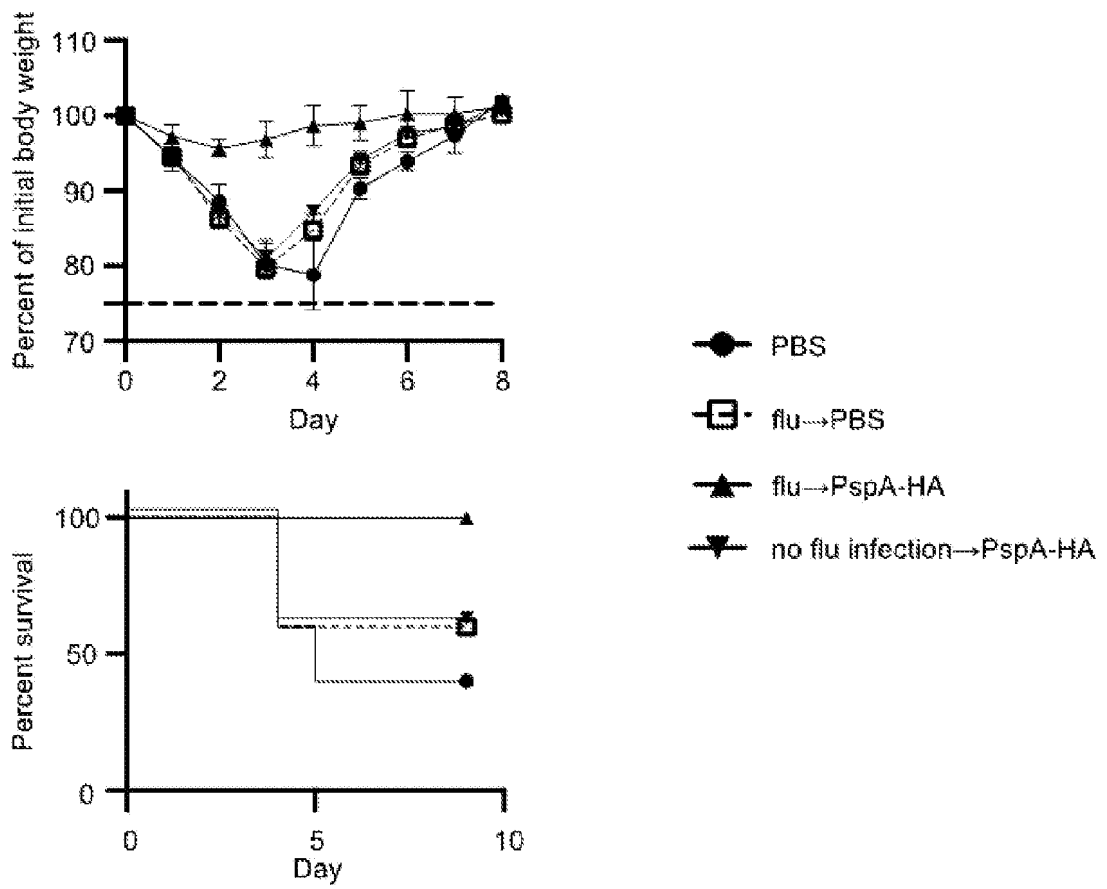 Percent of initial body weight
110
100
90
80
70
0 2 4 6 8
Day
PBS
flu→PBS
flu→PspA-HA
no flu infection→PspA-HA
Percent survival
100
50
0
0 5 10
Day